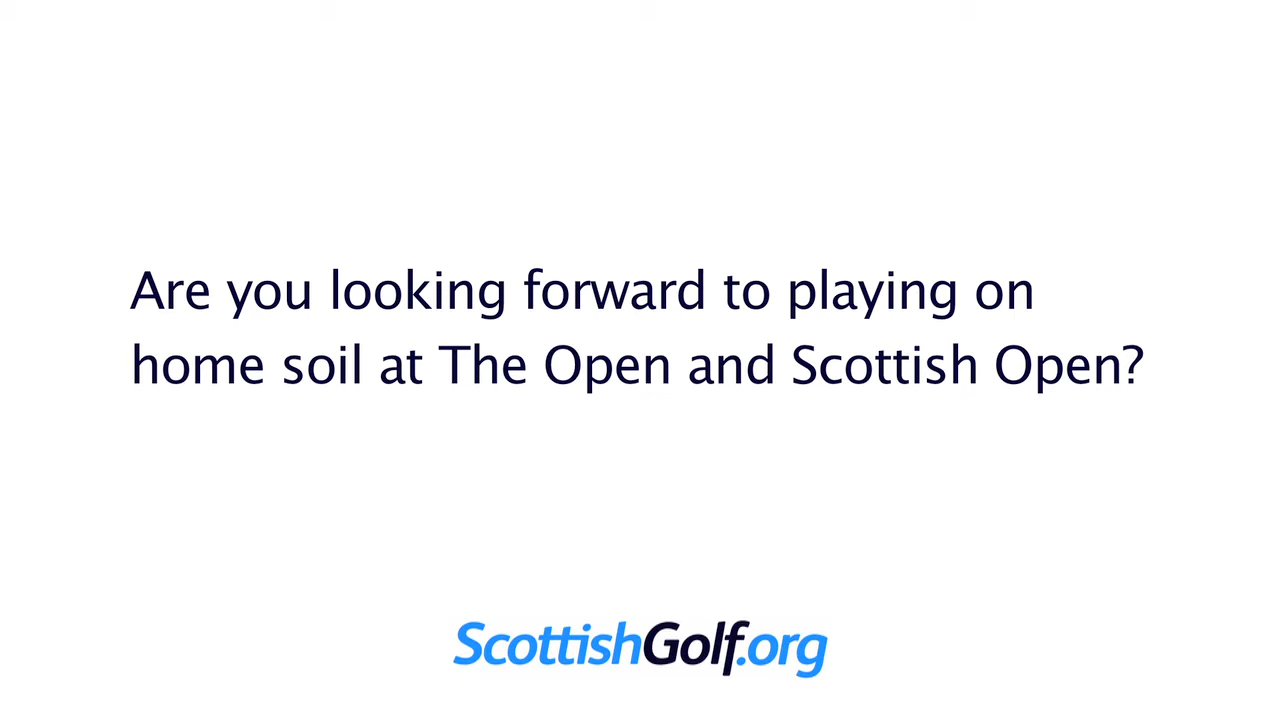 Are you looking forward to playing on
home soil at The Open and Scottish Open?
ScottishGolf.org